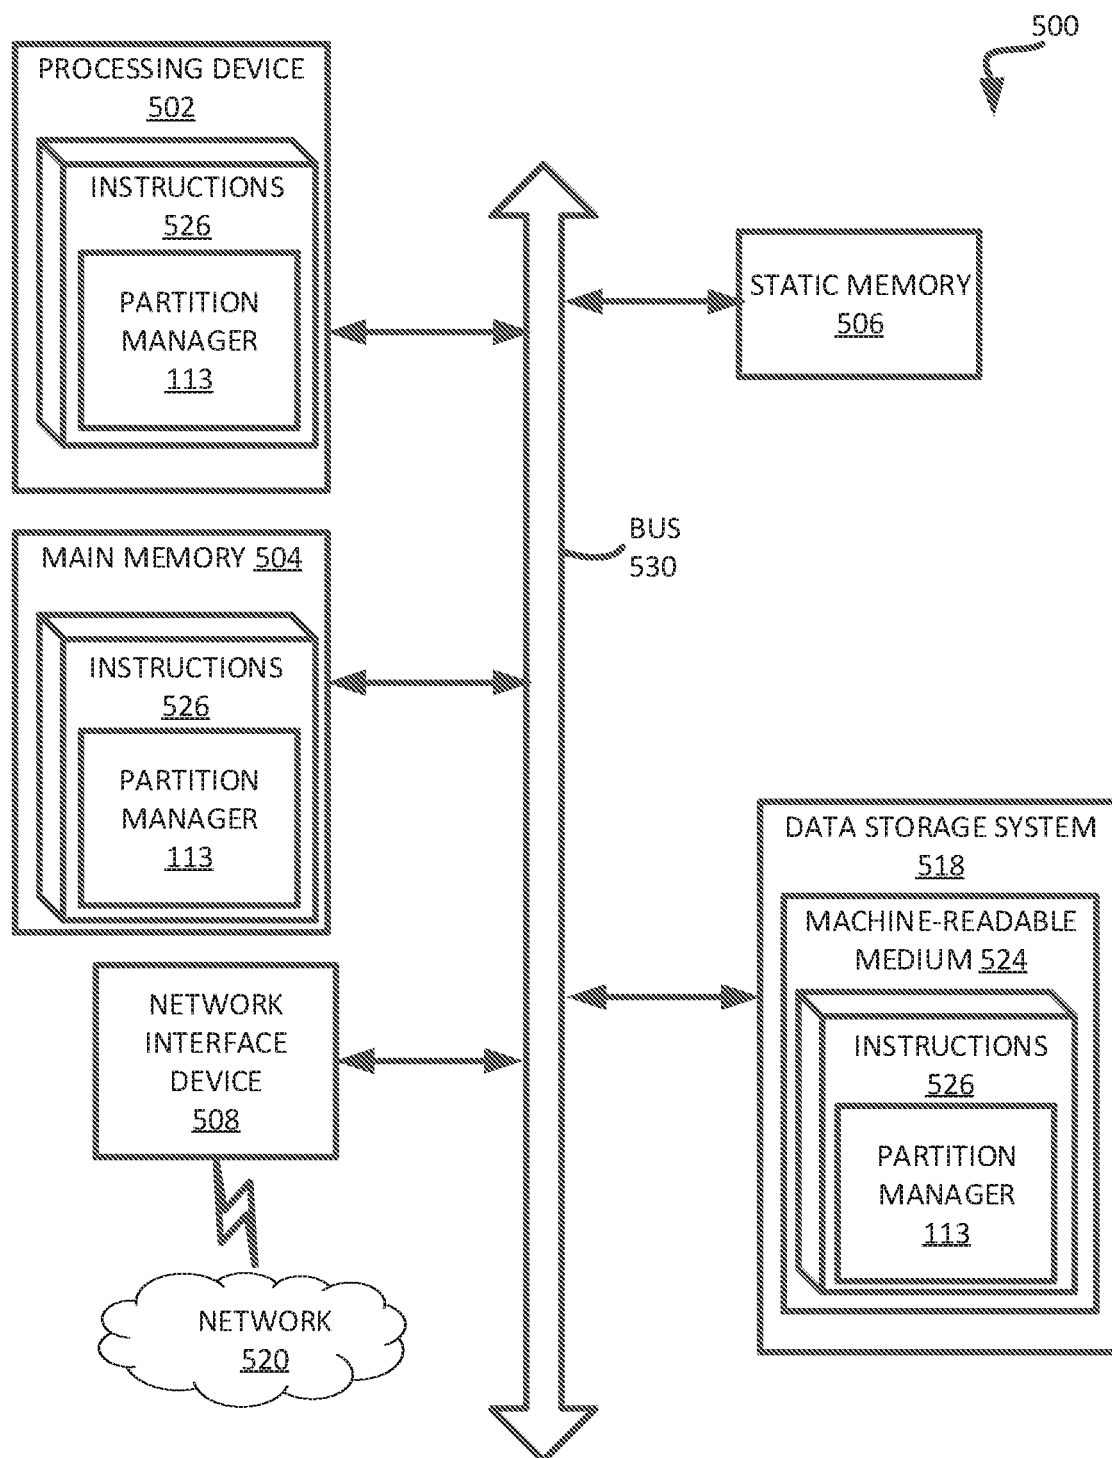 500
PROCESSING DEVICE
502
INSTRUCTIONS
526
PARTITION
MANAGER
113
STATIC MEMORY
506
BUS
530
MAIN MEMORY 504
INSTRUCTIONS
526
PARTITION
MANAGER
113
DATA STORAGE SYSTEM
518
MACHINE-READABLE
MEDIUM 524
INSTRUCTIONS
526
PARTITION
MANAGER
113
NETWORK
INTERFACE
DEVICE
508
NETWORK
520